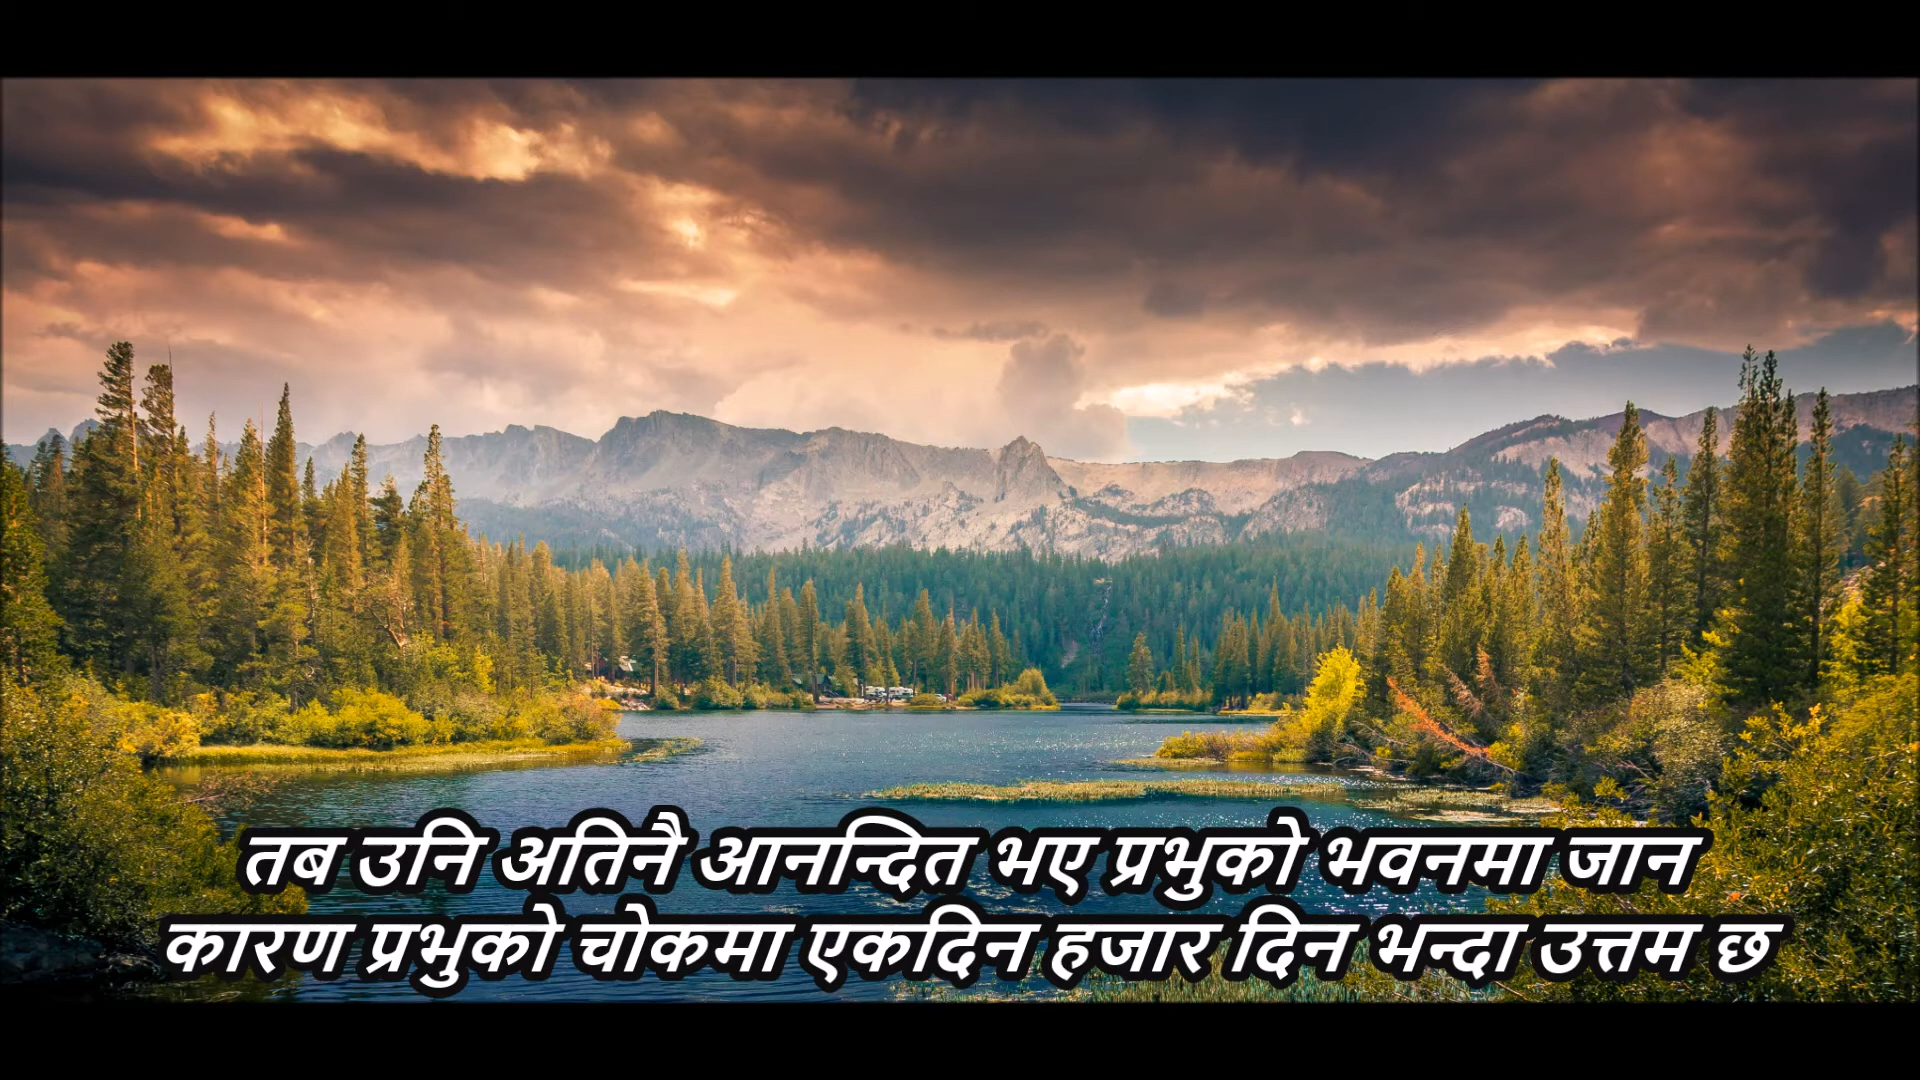 तब उनि अतिनै आनन्दित भए प्रभुको भवनमा जान
कारण प्रभुको चोकमा एकदिन हजार दिन भन्दा उत्तम छ